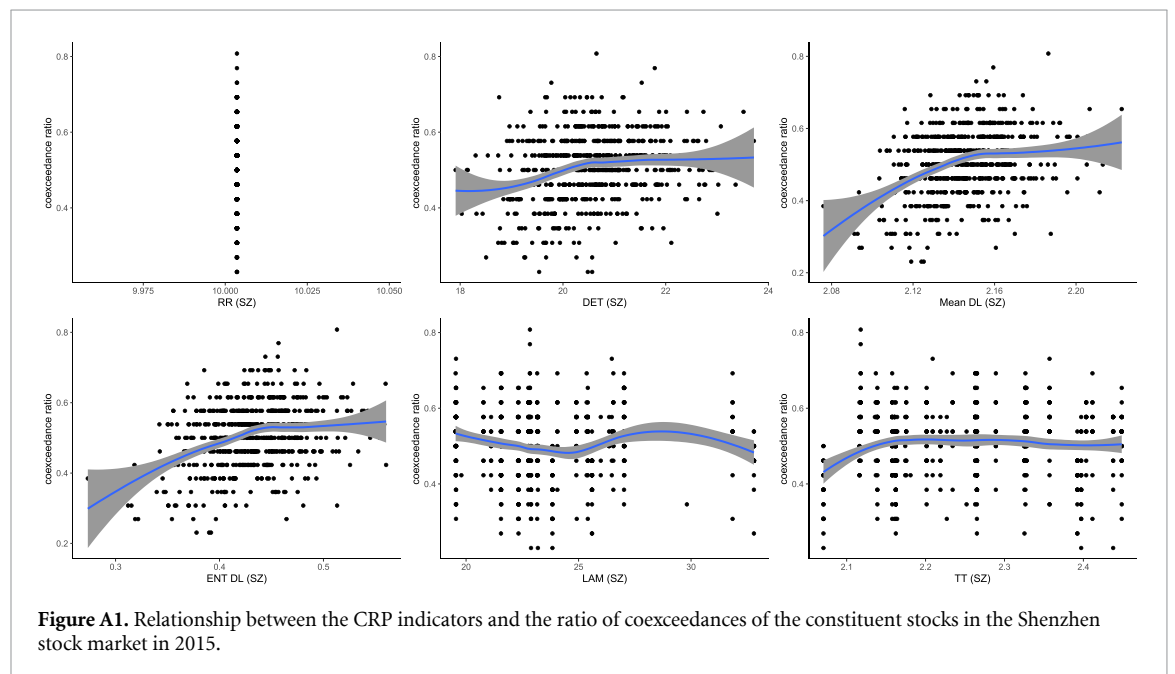 0.8
0.6
0.4
coexceedance ratio
9.975 10.000 10.025 10.050
RR (SZ)
0.8
0.6
0.4
coexceedance ratio
18 20 22 24
DET (SZ)
0.8
0.6
0.4
0.2
coexceedance ratio
2.08 2.12 2.16 2.20
Mean DL (SZ)
0.8
0.6
0.4
0.2
coexceedance ratio
0.3 0.4 0.5
ENT DL (SZ)
0.8
0.6
0.4
coexceedance ratio
20 25 30
LAM (SZ)
0.8
0.6
0.4
coexceedance ratio
2.1 2.2 2.3 2.4
TT (SZ)
Figure A1. Relationship between the CRP indicators and the ratio of coexceedances of the constituent stocks in the Shenzhen
stock market in 2015.